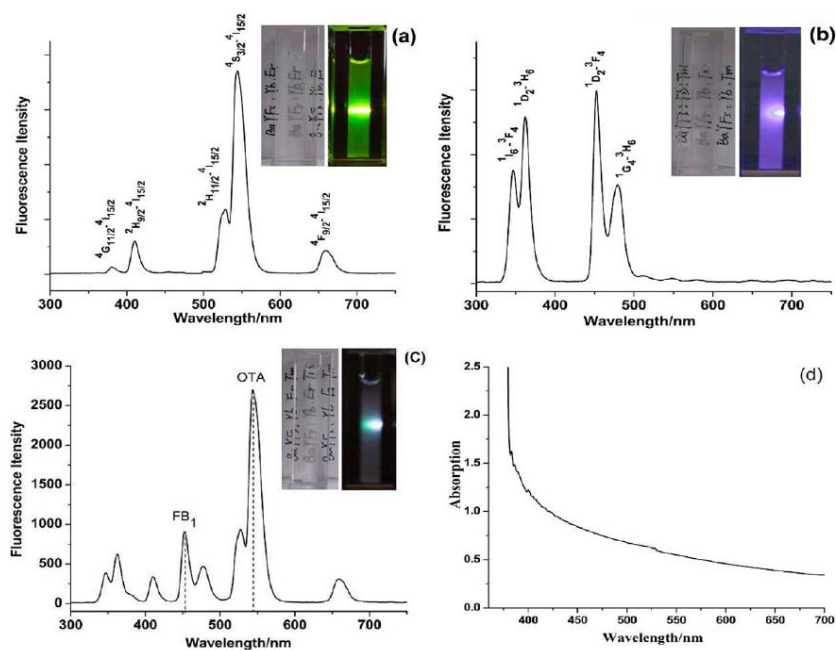 (a)
Fluorescence Itensity
⁴G₁₁/₂-⁴I₁₅/₂
²H₉/₂-⁴I₁₅/₂
²H₁₁/₂-⁴I₁₅/₂
⁴S₃/₂-⁴I₁₅/₂
⁴F₉/₂-⁴I₁₅/₂
300 400 500 600 700
Wavelength/nm
(b)
Fluorescence Itensity
¹I₆-³F₄
¹D₂-³H₆
¹D₂-³F₄
¹G₄-³H₆
300 400 500 600 700
Wavelength/nm
(c)
Fluorescence Itensity
3000
2500
2000
1500
1000
500
0
FB₁
OTA
300 400 500 600 700
Wavelength/nm
(d)
Absorption
2.5
2.0
1.5
1.0
0.5
0.0
400 450 500 550 600 650 700
Wavelength/nm